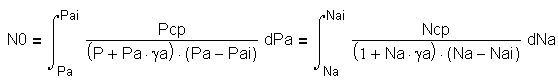 N0 = ∫_{Pa}^{Pai} Pcp / ((P + Pa · γa) · (Pa − Pai)) dPa = ∫_{Na}^{Nai} Ncp / ((1 + Na · γa) · (Na − Nai)) dNa